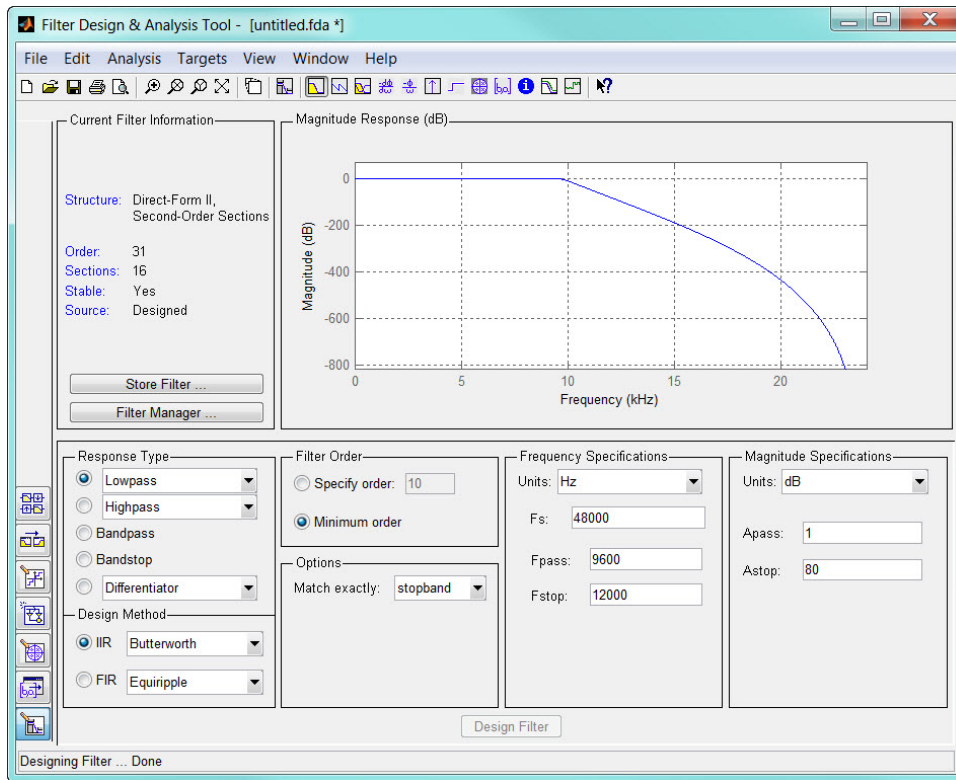 Filter Design & Analysis Tool - [untitled.fda *]
File Edit Analysis Targets View Window Help
Current Filter Information
Structure: Direct-Form II,
Second-Order Sections
Order: 31
Sections: 16
Stable: Yes
Source: Designed
Store Filter ...
Filter Manager ...
Magnitude Response (dB)
Magnitude (dB)
0
-200
-400
-600
-800
0 5 10 15 20
Frequency (kHz)
Response Type
Lowpass
Highpass
Bandpass
Bandstop
Differentiator
Design Method
IIR Butterworth
FIR Equiripple
Filter Order
Specify order: 10
Minimum order
Options
Match exactly: stopband
Frequency Specifications
Units: Hz
Fs: 48000
Fpass: 9600
Fstop: 12000
Magnitude Specifications
Units: dB
Apass: 1
Astop: 80
Design Filter
Designing Filter ... Done